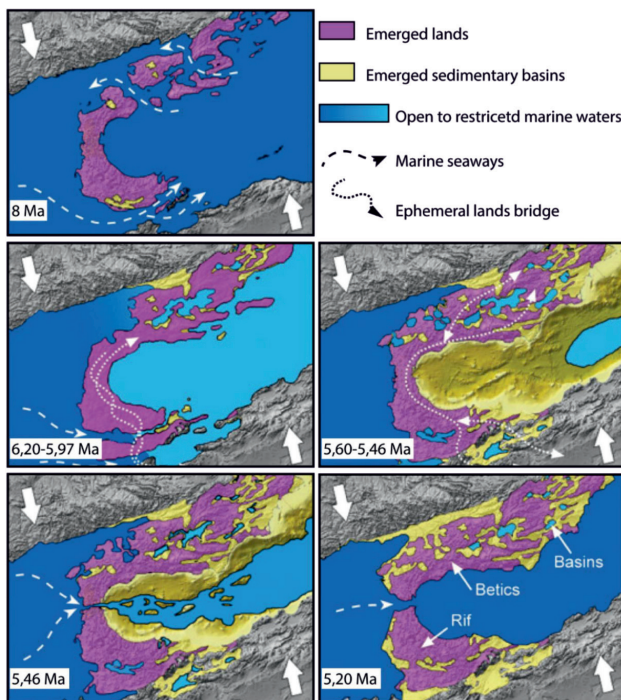 8 Ma
Emerged lands
Emerged sedimentary basins
Open to restricetd marine waters
Marine seaways
Ephemeral lands bridge
6,20-5,97 Ma
5,60-5,46 Ma
5,46 Ma
Basins
Betics
Rif
5,20 Ma